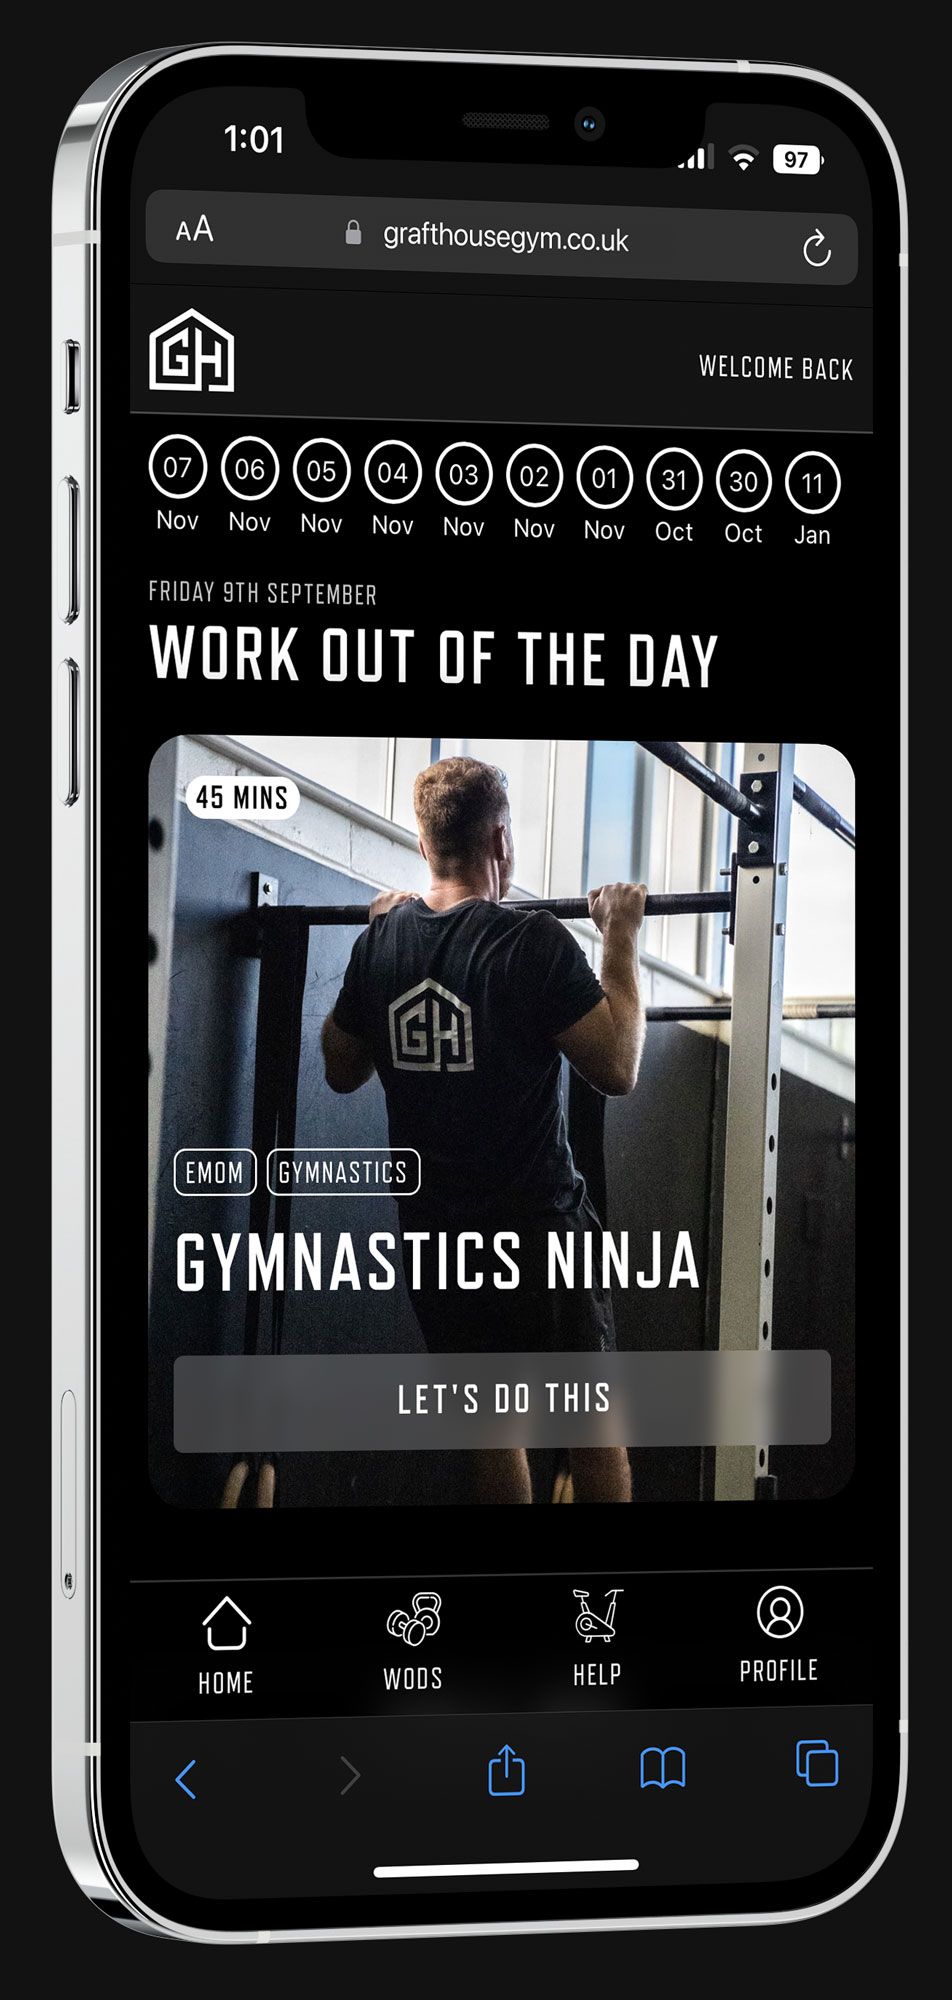 1:01
97
AA grafthousegym.co.uk
GH
WELCOME BACK
07 06 05 04 03 02 01 31 30 11
Nov Nov Nov Nov Nov Nov Nov Oct Oct Jan
FRIDAY 9TH SEPTEMBER
WORK OUT OF THE DAY
45 MINS
GH
EMOM GYMNASTICS
GYMNASTICS NINJA
LET'S DO THIS
HOME WODS HELP PROFILE